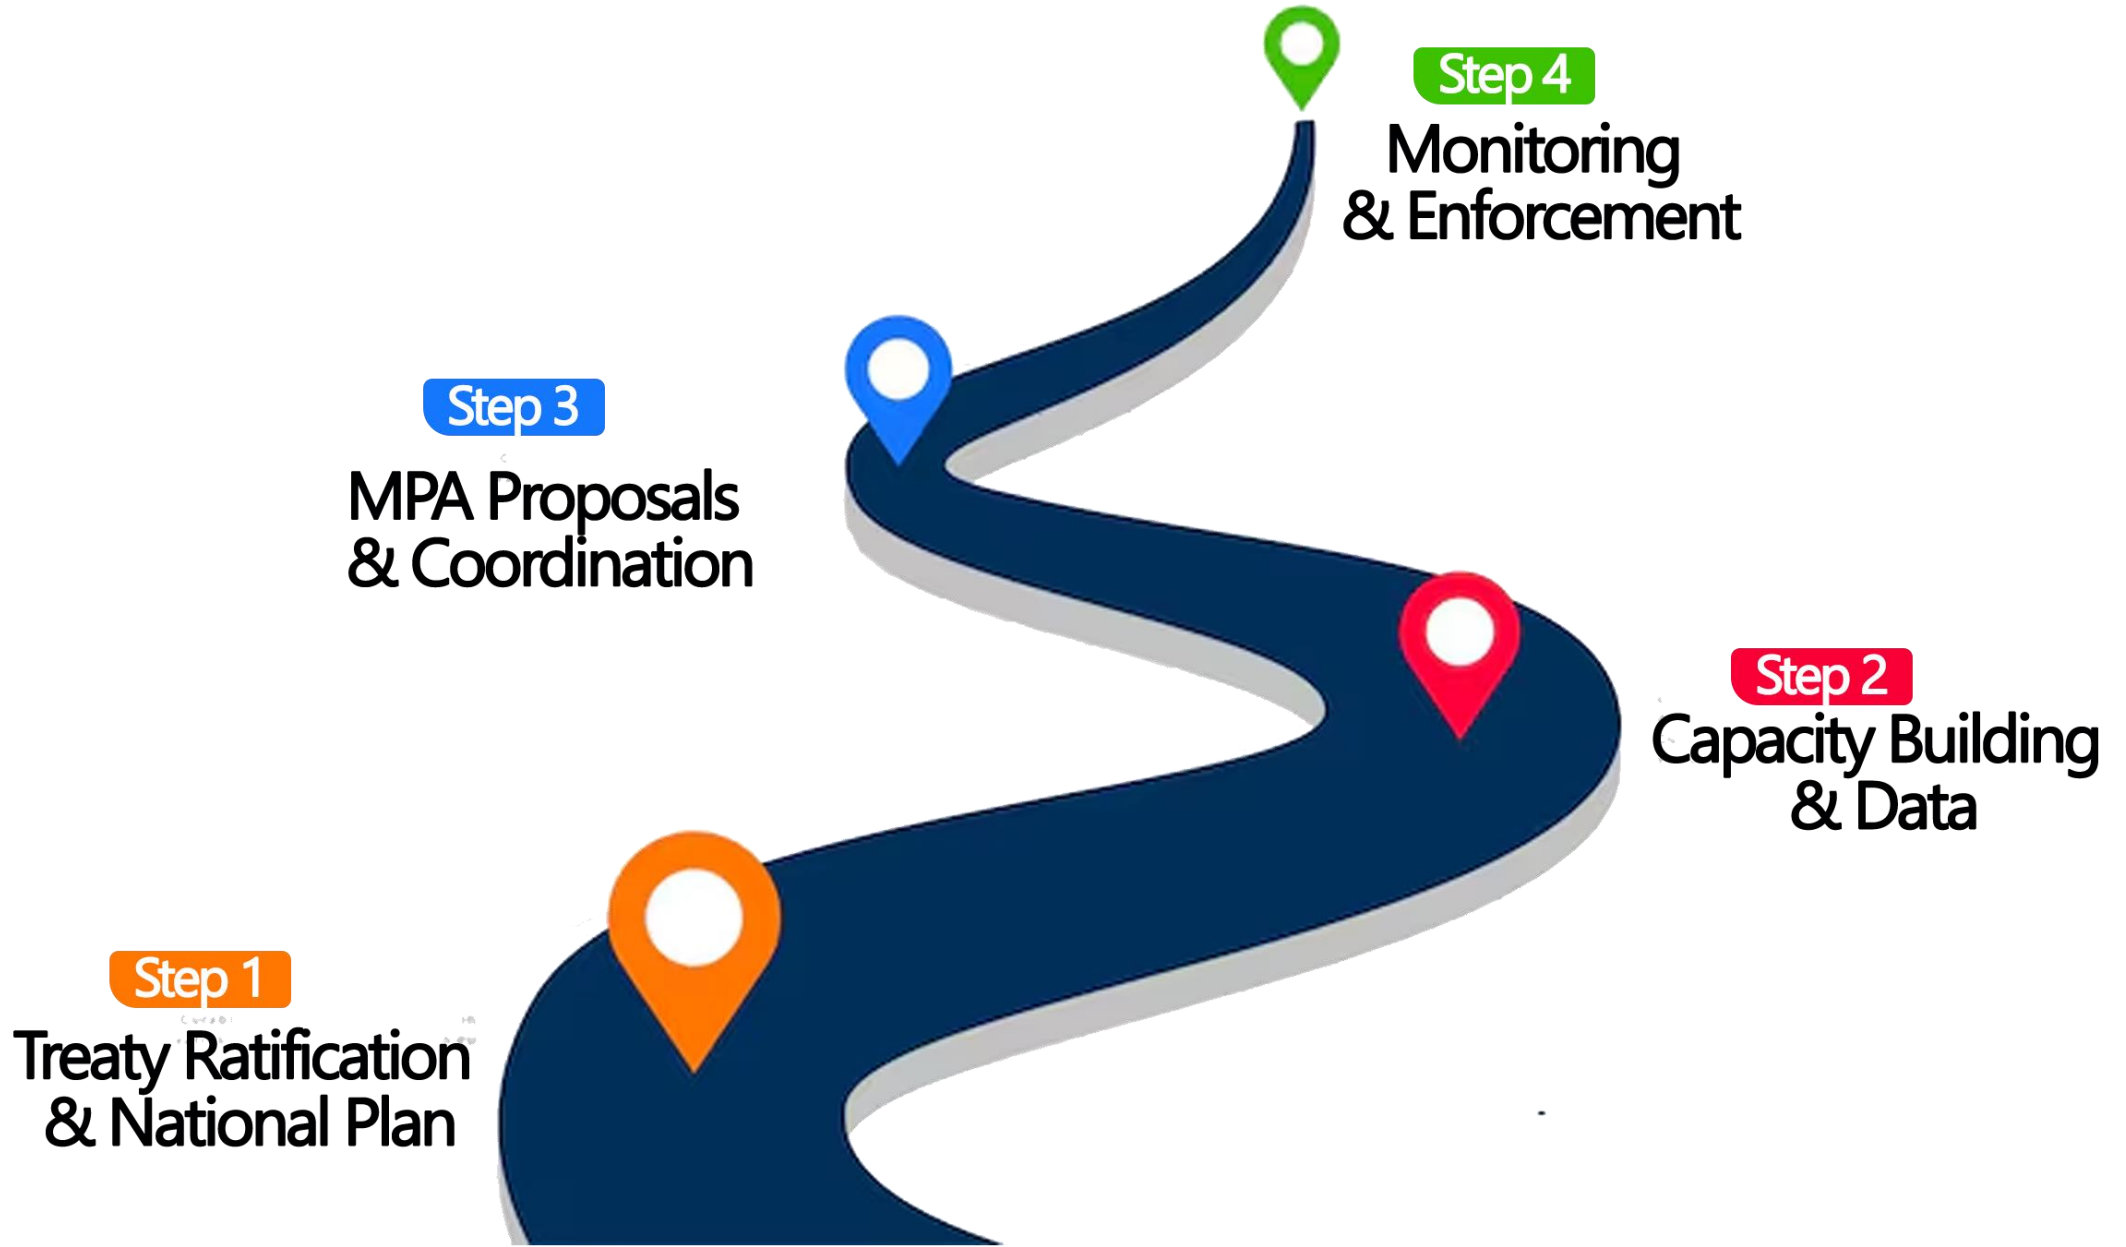 Step 4
Monitoring
& Enforcement
Step 3
MPA Proposals
& Coordination
Step 2
Capacity Building
& Data
Step 1
Treaty Ratification
& National Plan